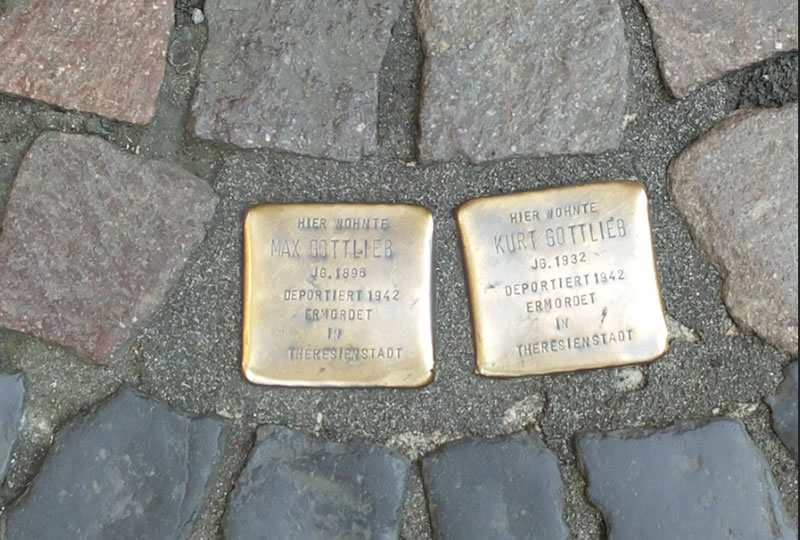 HIER WOHNTE
MAX GOTTLIEB
JG. 1896
DEPORTIERT 1942
ERMORDET
IN
THERESIENSTADT
HIER WOHNTE
KURT GOTTLIEB
JG. 1932
DEPORTIERT 1942
ERMORDET
IN
THERESIENSTADT